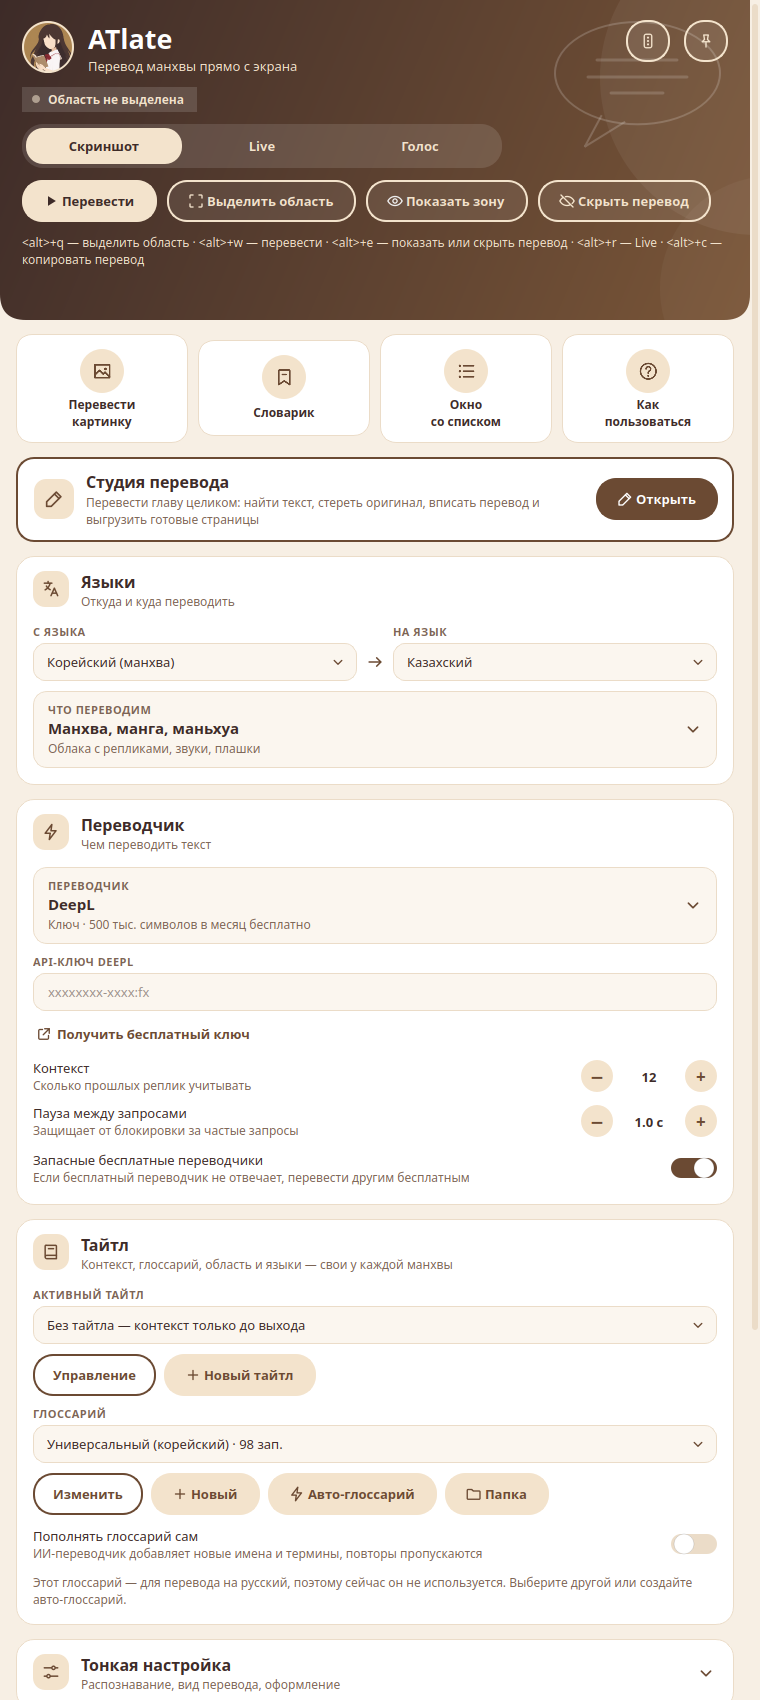 ATlate
Перевод манхвы прямо с экрана
Область не выделена
Скриншот
Live
Голос
Перевести
Выделить область
Показать зону
Скрыть перевод
<alt>+q — выделить область · <alt>+w — перевести · <alt>+e — показать или скрыть перевод · <alt>+r — Live · <alt>+c —
копировать перевод
Перевести
картинку
Словарик
Окно
со списком
Как
пользоваться
Студия перевода
Перевести главу целиком: найти текст, стереть оригинал, вписать перевод и
выгрузить готовые страницы
Открыть
Языки
Откуда и куда переводить
С ЯЗЫКА
НА ЯЗЫК
Корейский (манхва)
Казахский
ЧТО ПЕРЕВОДИМ
Манхва, манга, маньхуа
Облака с репликами, звуки, плашки
Переводчик
Чем переводить текст
ПЕРЕВОДЧИК
DeepL
Ключ · 500 тыс. символов в месяц бесплатно
API-КЛЮЧ DEEPL
xxxxxxxx-xxxx:fx
Получить бесплатный ключ
Контекст
Сколько прошлых реплик учитывать
– 12 +
Пауза между запросами
Защищает от блокировки за частые запросы
– 1.0 с +
Запасные бесплатные переводчики
Если бесплатный переводчик не отвечает, перевести другим бесплатным
Тайтл
Контекст, глоссарий, область и языки — свои у каждой манхвы
АКТИВНЫЙ ТАЙТЛ
Без тайтла — контекст только до выхода
Управление
Новый тайтл
ГЛОССАРИЙ
Универсальный (корейский) · 98 зап.
Изменить
Новый
Авто-глоссарий
Папка
Пополнять глоссарий сам
ИИ-переводчик добавляет новые имена и термины, повторы пропускаются
Этот глоссарий — для перевода на русский, поэтому сейчас он не используется. Выберите другой или создайте
авто-глоссарий.
Тонкая настройка
Распознавание, вид перевода, оформление